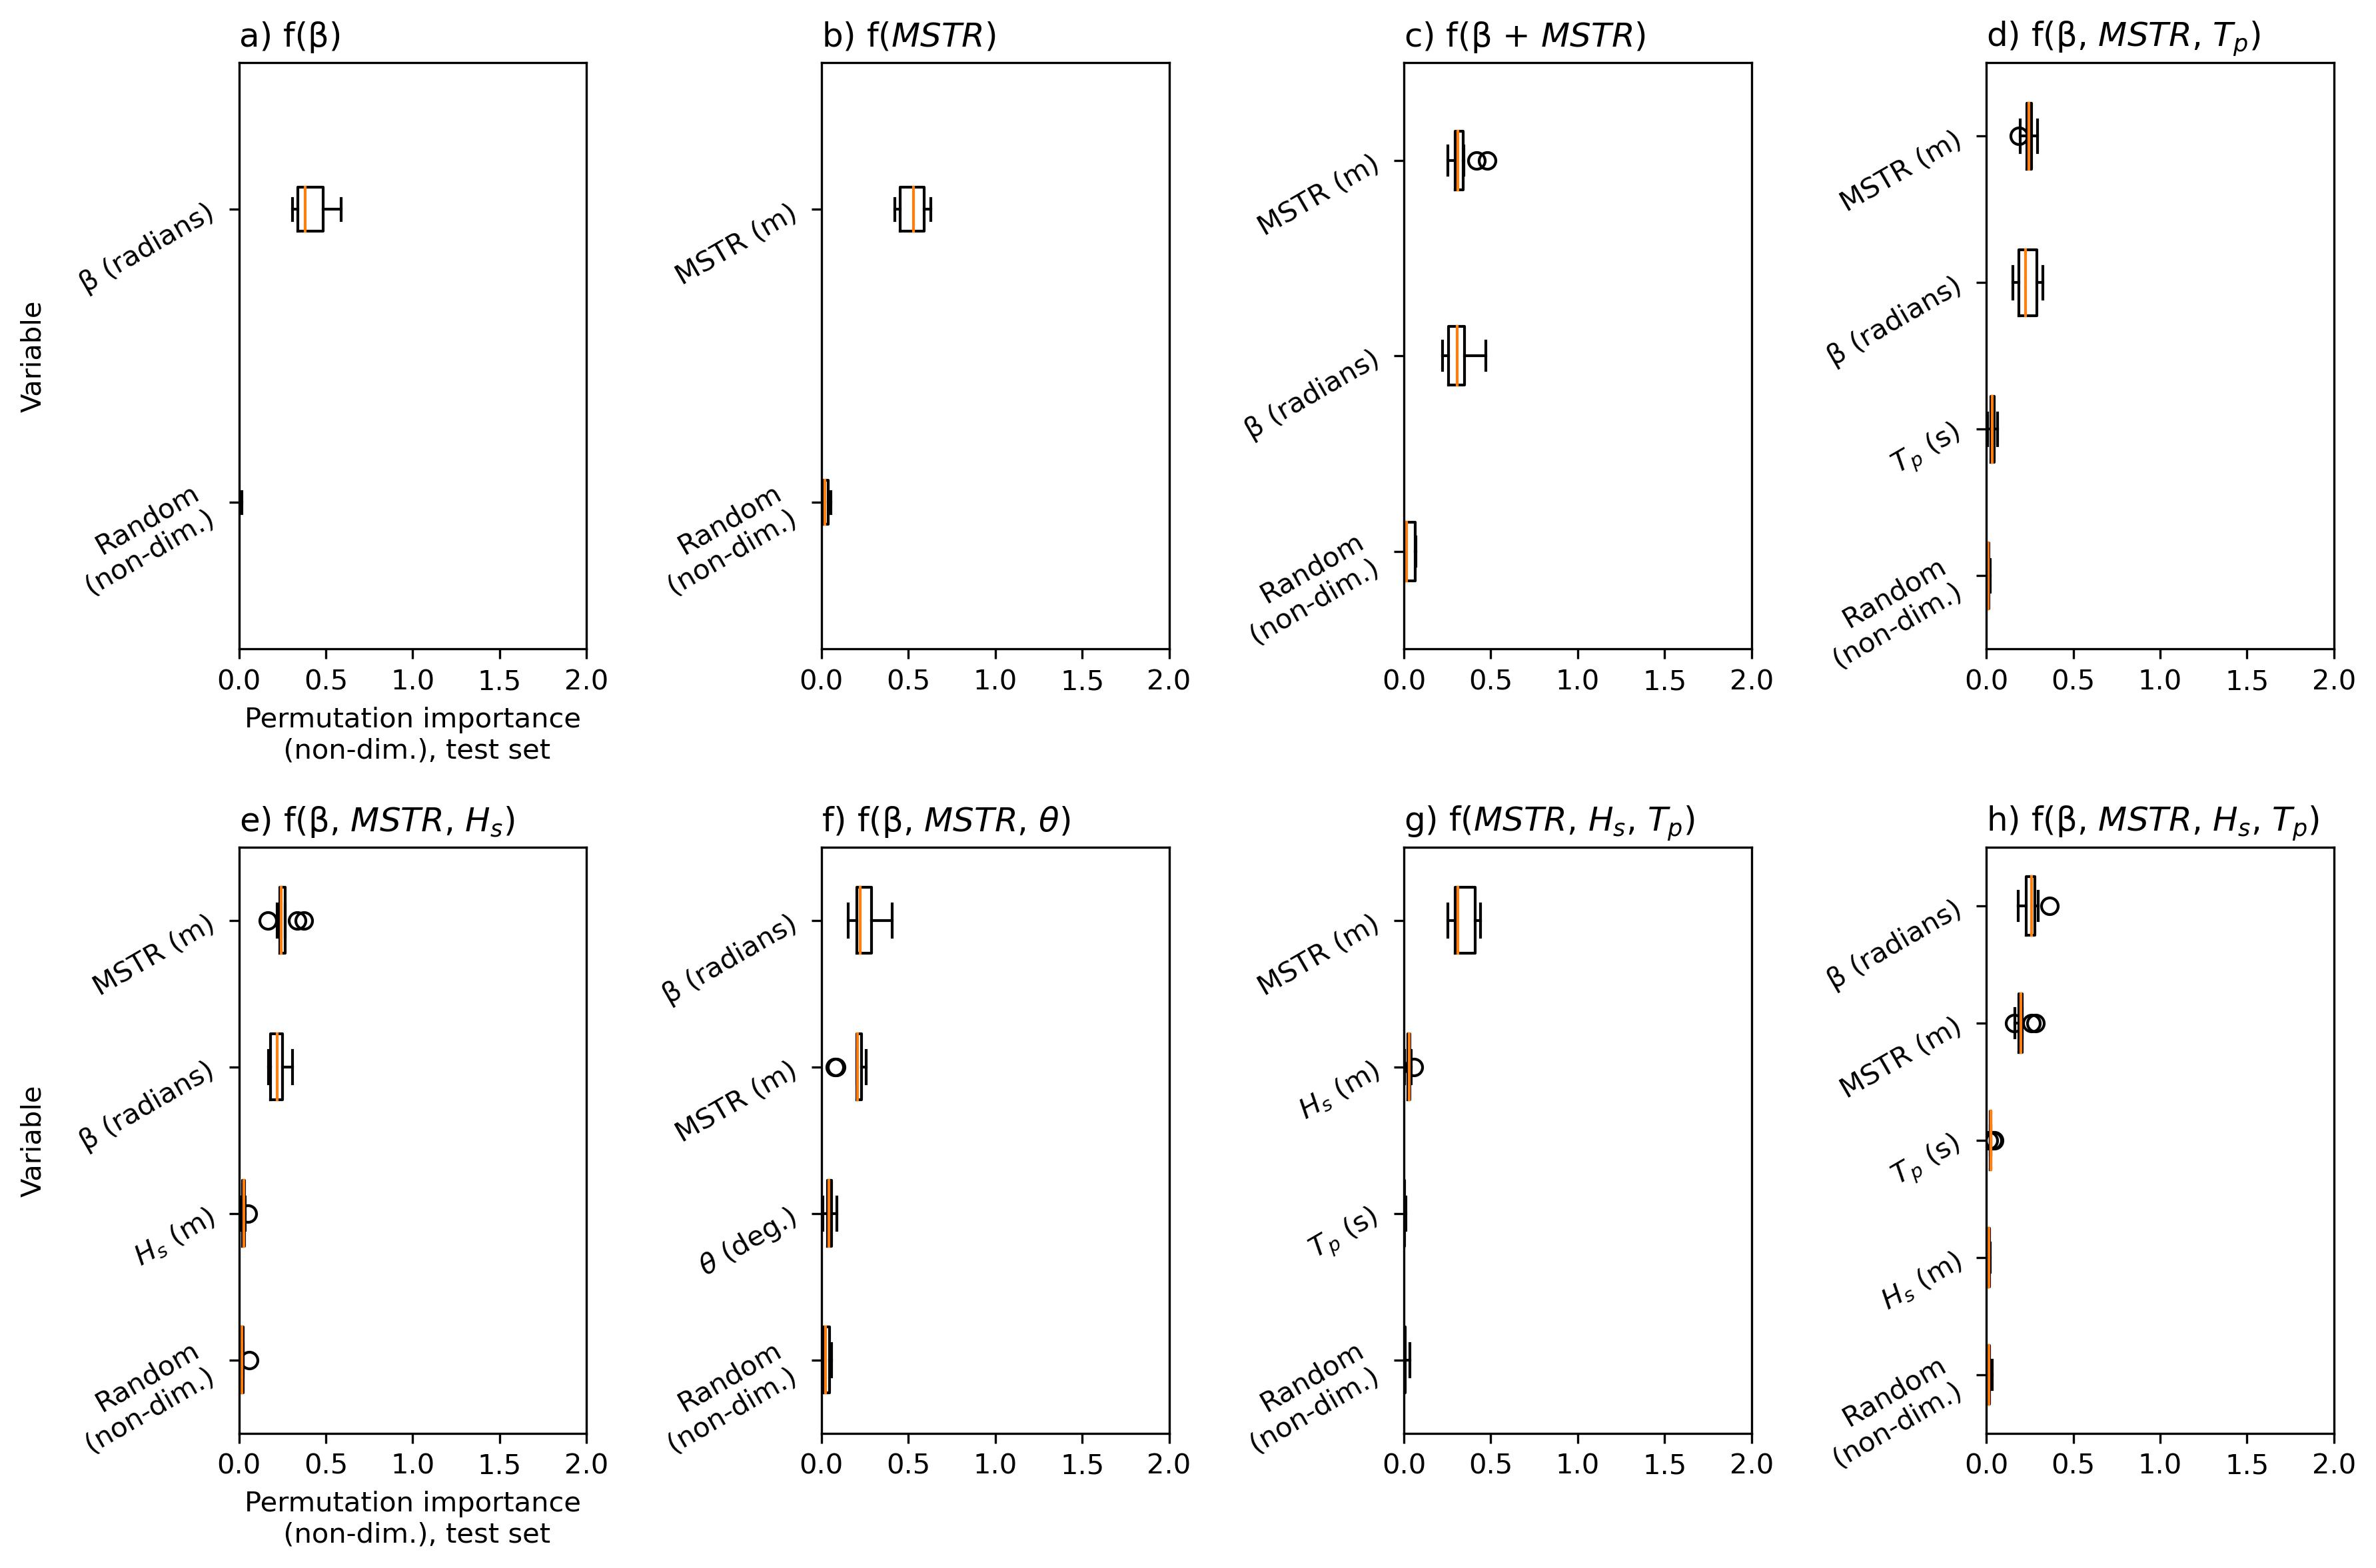 a) f(β)
β (radians)
Random
(non-dim.)
Variable
0.0 0.5 1.0 1.5 2.0
Permutation importance
(non-dim.), test set
b) f(MSTR)
MSTR (m)
Random
(non-dim.)
0.0 0.5 1.0 1.5 2.0
c) f(β + MSTR)
MSTR (m)
β (radians)
Random
(non-dim.)
0.0 0.5 1.0 1.5 2.0
d) f(β, MSTR, Tp)
MSTR (m)
β (radians)
Tp (s)
Random
(non-dim.)
0.0 0.5 1.0 1.5 2.0
e) f(β, MSTR, Hs)
MSTR (m)
β (radians)
Hs (m)
Random
(non-dim.)
Variable
0.0 0.5 1.0 1.5 2.0
Permutation importance
(non-dim.), test set
f) f(β, MSTR, θ)
β (radians)
MSTR (m)
θ (deg.)
Random
(non-dim.)
0.0 0.5 1.0 1.5 2.0
g) f(MSTR, Hs, Tp)
MSTR (m)
Hs (m)
Tp (s)
Random
(non-dim.)
0.0 0.5 1.0 1.5 2.0
h) f(β, MSTR, Hs, Tp)
β (radians)
MSTR (m)
Tp (s)
Hs (m)
Random
(non-dim.)
0.0 0.5 1.0 1.5 2.0